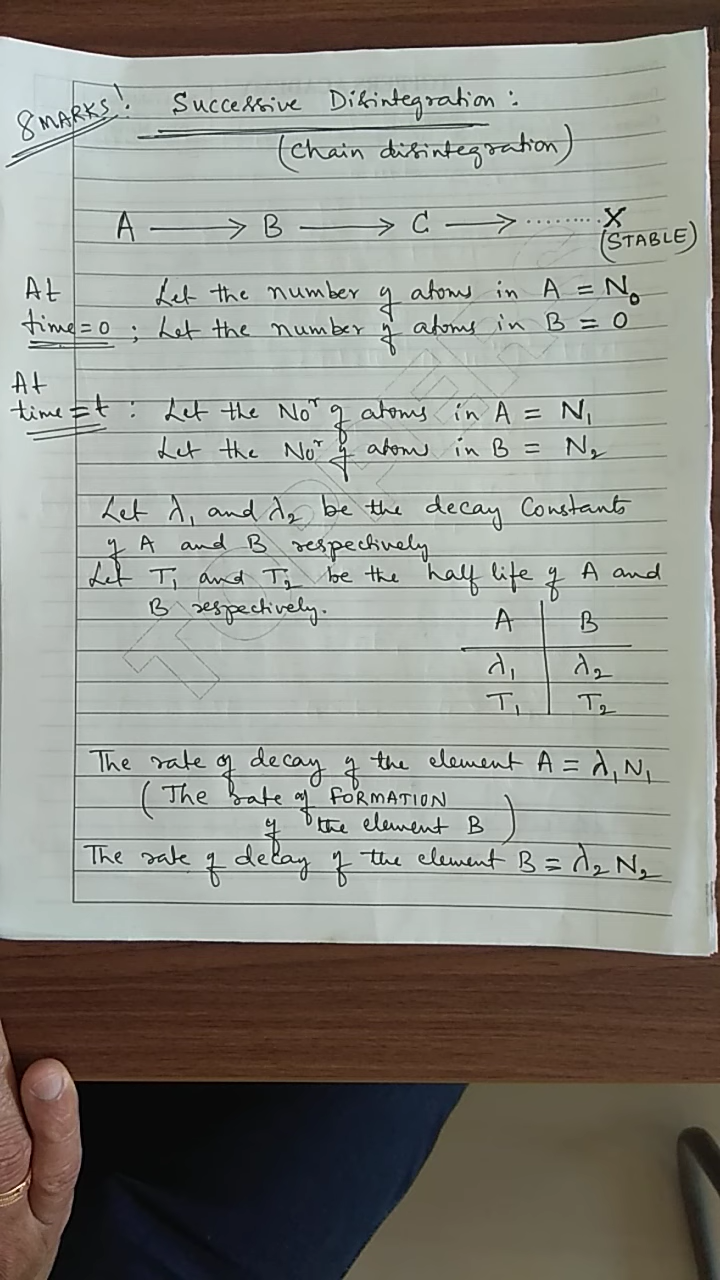 8 MARKS! : Successive Disintegration :
(Chain disintegration)
A → B → C → ········· X
(STABLE)
At Let the number of atoms in A = N₀
time = 0 ; Let the number of atoms in B = 0
At
time = t : Let the Noʳ of atoms in A = N₁
Let the Noʳ of atoms in B = N₂
Let λ₁ and λ₂ be the decay Constants
of A and B respectively
Let T₁ and T₂ be the half life of A and
B respectively.
A B
λ₁ λ₂
T₁ T₂
The rate of decay of the element A = λ₁ N₁
(The rate of FORMATION
of the element B)
The rate of decay of the element B = λ₂ N₂